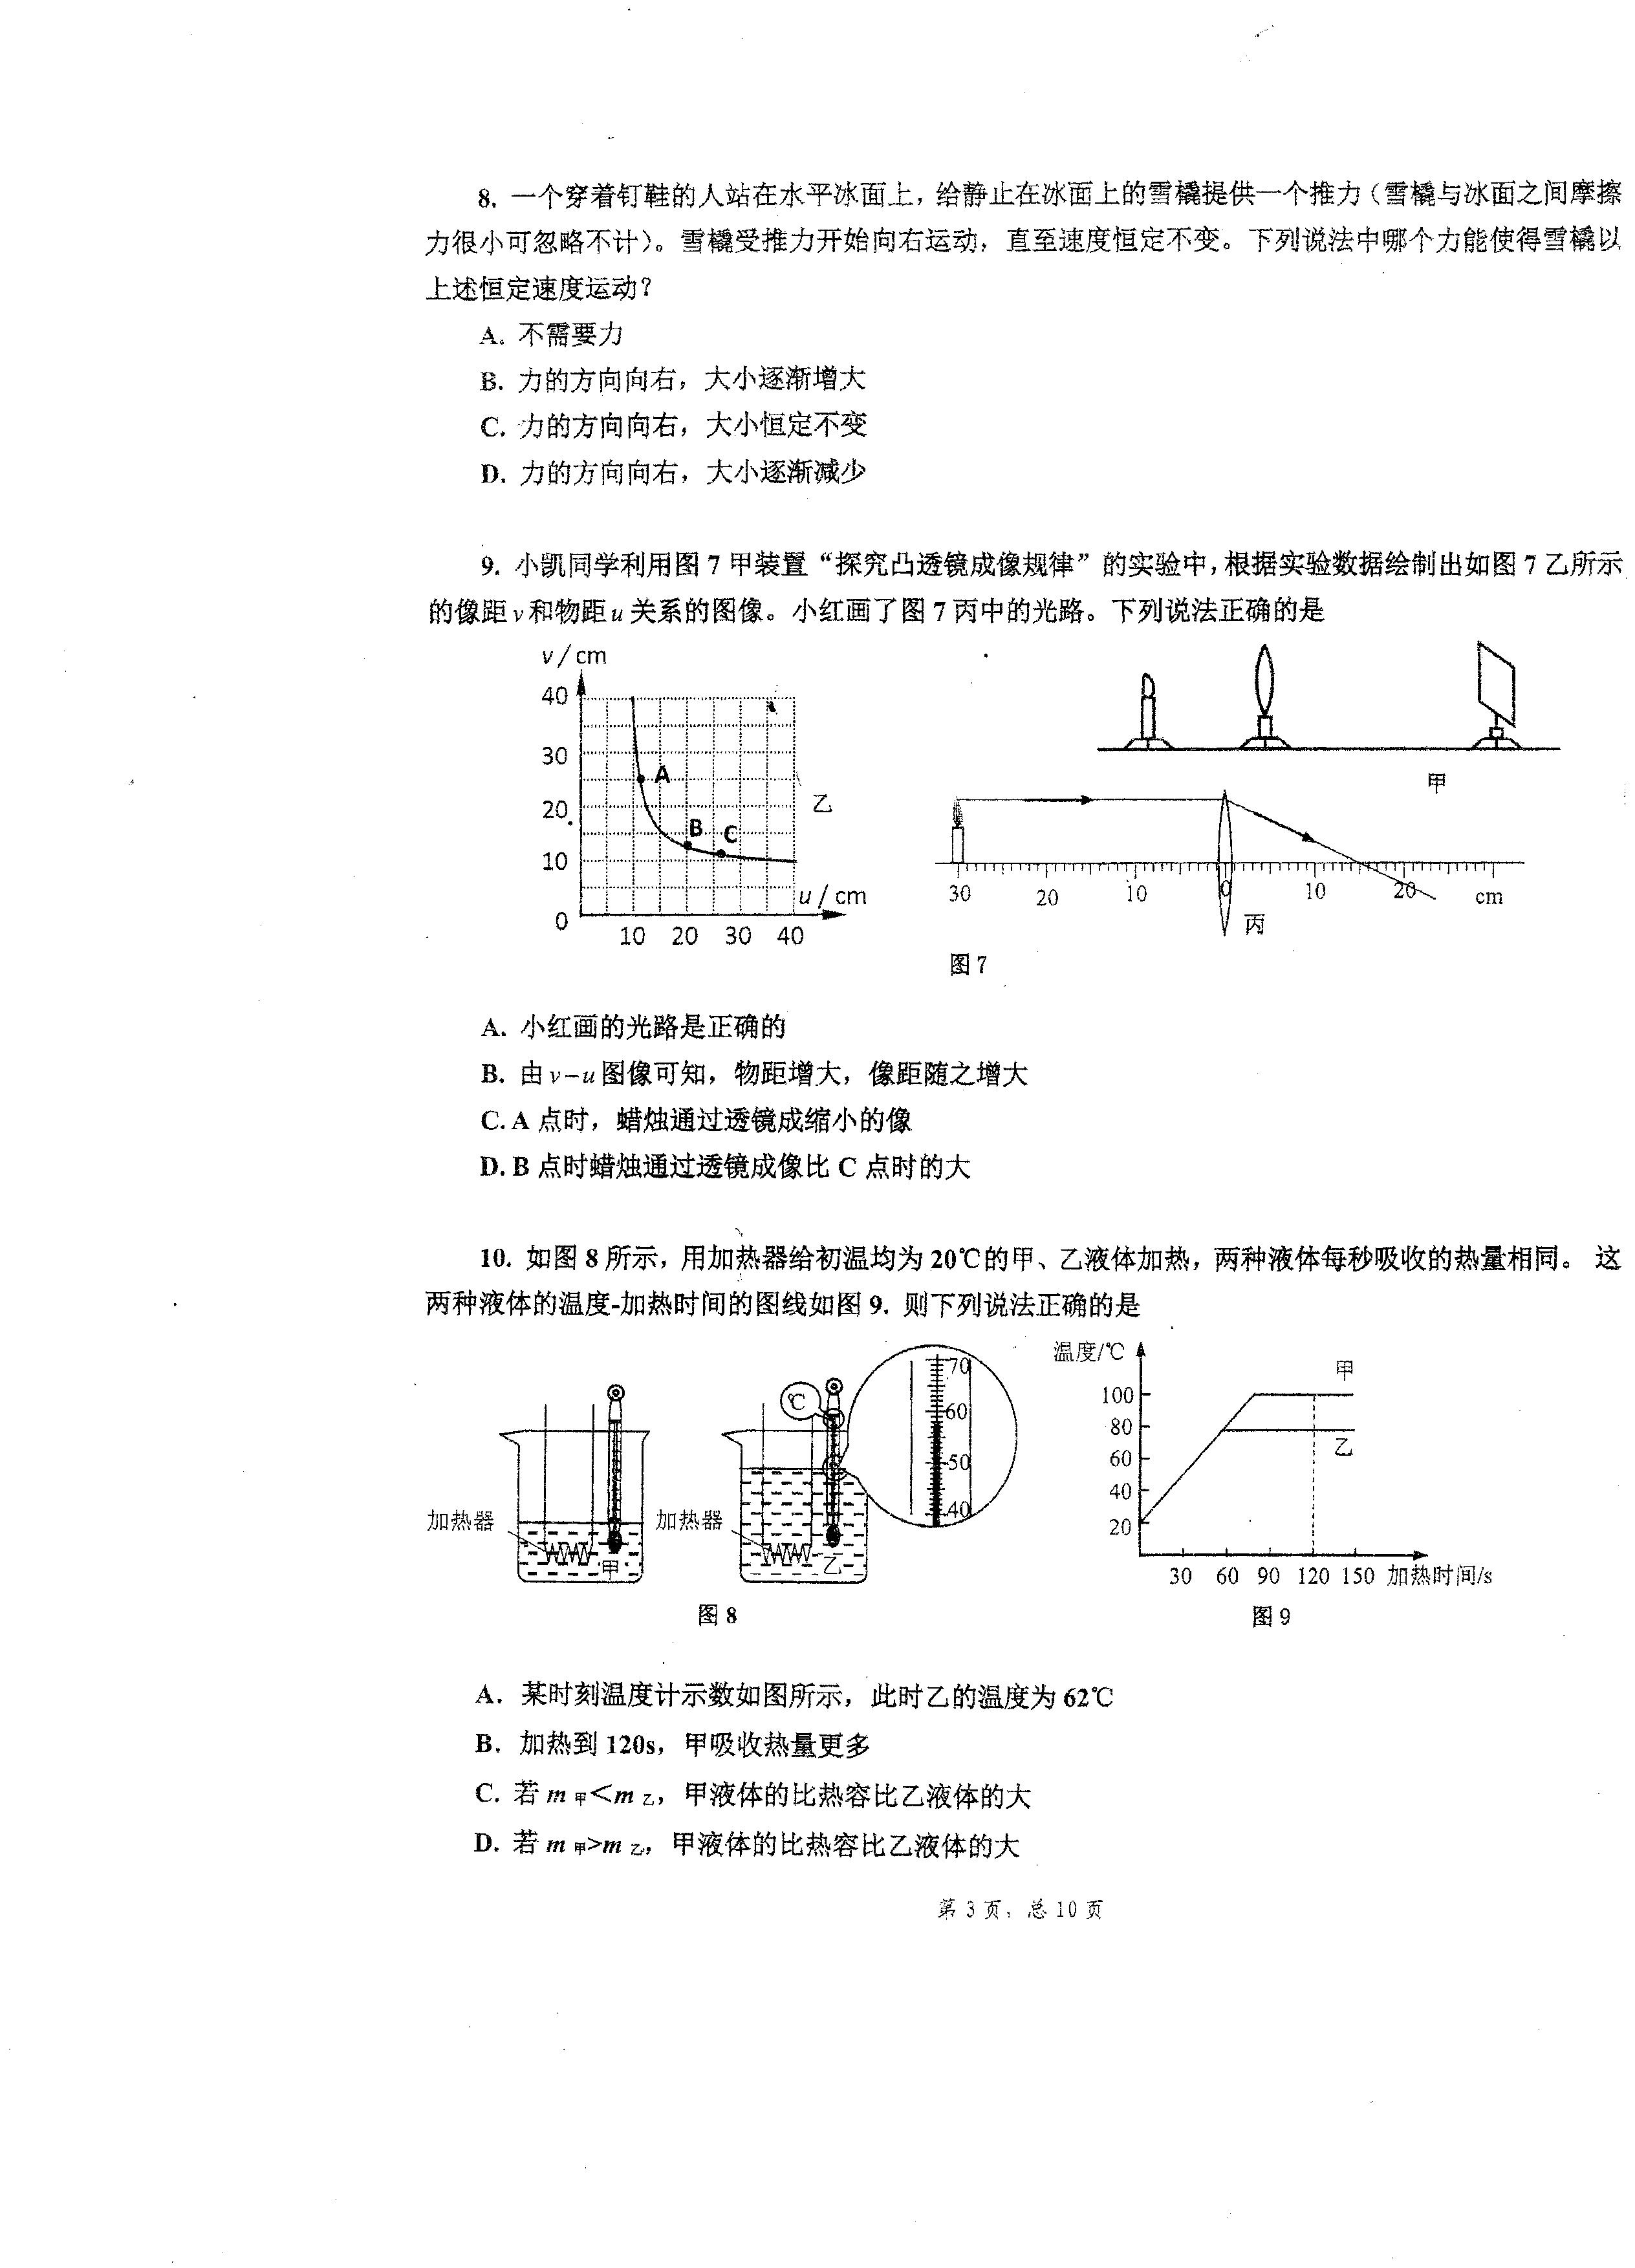 8. 一个穿着钉鞋的人站在水平冰面上，给静止在冰面上的雪橇提供一个推力（雪橇与冰面之间摩擦
力很小可忽略不计）。雪橇受推力开始向右运动，直至速度恒定不变。下列说法中哪个力能使得雪橇以
上述恒定速度运动？
A. 不需要力
B. 力的方向向右，大小逐渐增大
C. 力的方向向右，大小恒定不变
D. 力的方向向右，大小逐渐减少
9. 小凯同学利用图 7 甲装置“探究凸透镜成像规律”的实验中，根据实验数据绘制出如图 7 乙所示
的像距 v 和物距 u 关系的图像。小红画了图 7 丙中的光路。下列说法正确的是
v/cm
40
30
20
10
0
A
B
C
u/cm
10 20 30 40
乙
甲
30 20 10 0 10 20 cm
丙
图 7
A. 小红画的光路是正确的
B. 由 v-u 图像可知，物距增大，像距随之增大
C. A 点时，蜡烛通过透镜成缩小的像
D. B 点时蜡烛通过透镜成像比 C 点时的大
10. 如图 8 所示，用加热器给初温均为 20℃的甲、乙液体加热，两种液体每秒吸收的热量相同。 这
两种液体的温度-加热时间的图线如图 9. 则下列说法正确的是
加热器
甲
加热器
乙
℃
70
60
50
40
图 8
温度/℃
100
80
60
40
20
甲
乙
30 60 90 120 150 加热时间/s
图 9
A. 某时刻温度计示数如图所示，此时乙的温度为 62℃
B. 加热到 120s，甲吸收热量更多
C. 若 m 甲<m 乙，甲液体的比热容比乙液体的大
D. 若 m 甲>m 乙，甲液体的比热容比乙液体的大
第 3 页，总 10 页